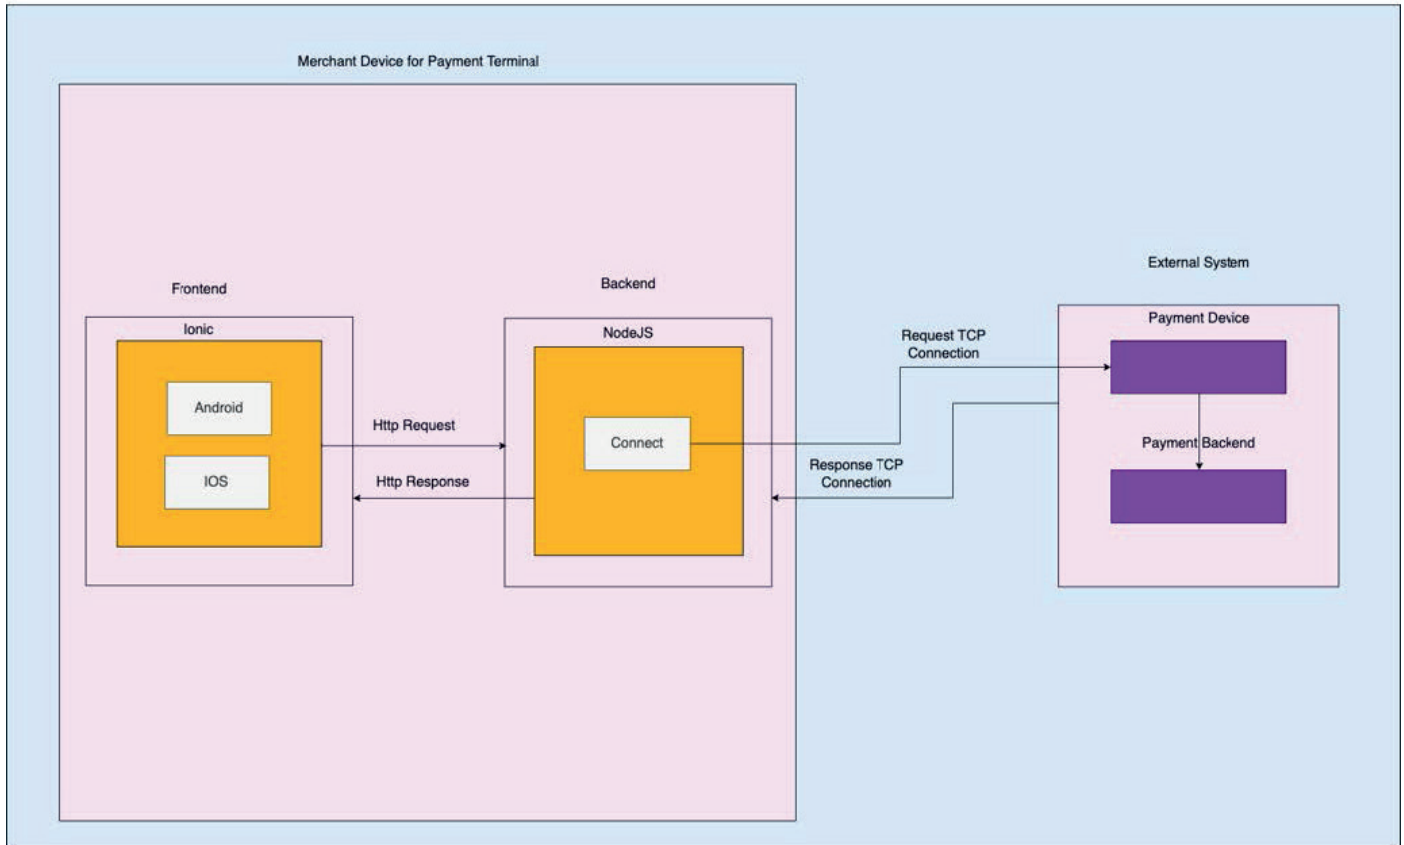 Merchant Device for Payment Terminal
Frontend
Ionic
Android
IOS
Http Request
Http Response
Backend
NodeJS
Connect
Request TCP
Connection
Response TCP
Connection
External System
Payment Device
Payment Backend